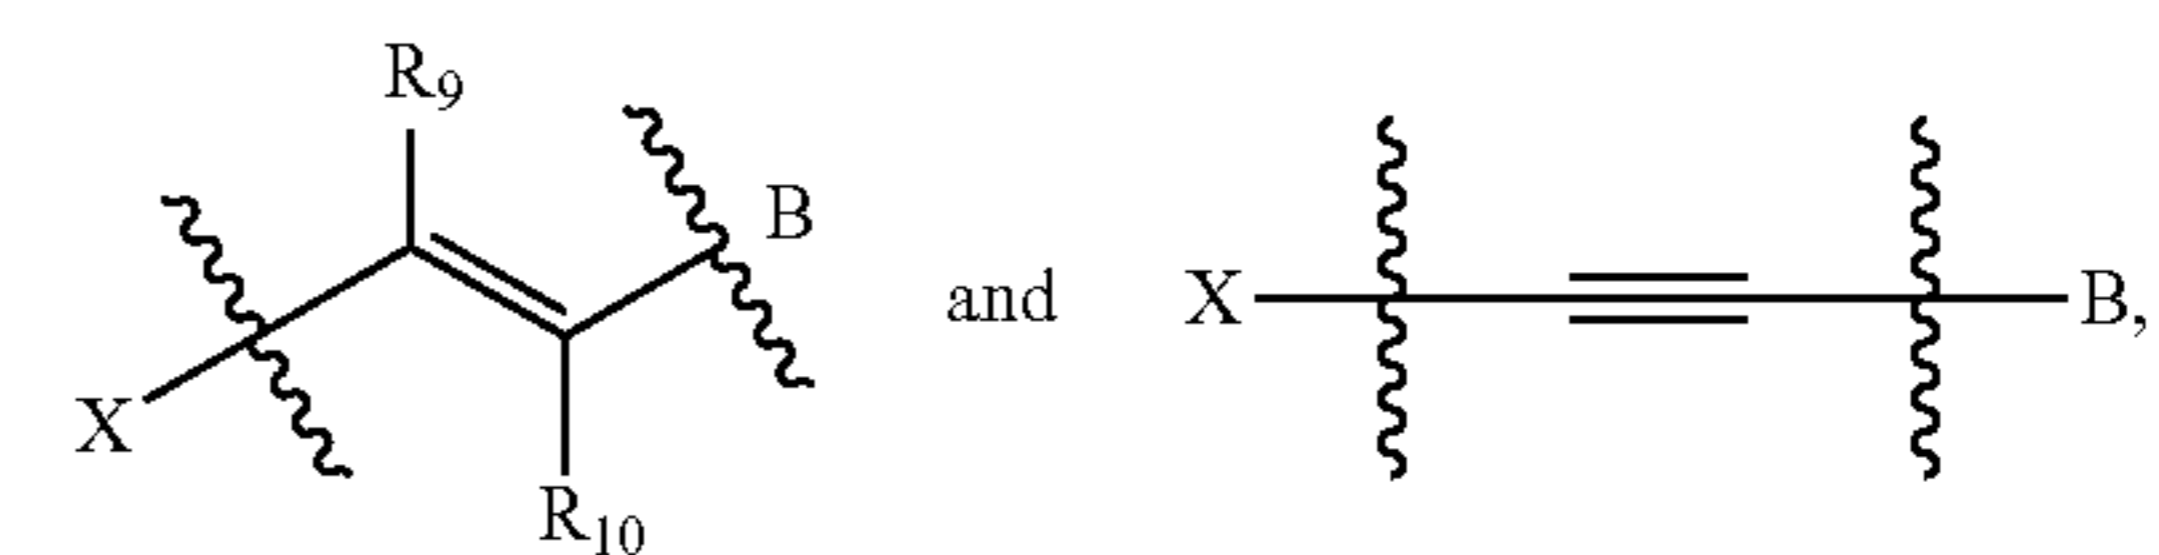 R₉
B
and X B,
X
R₁₀